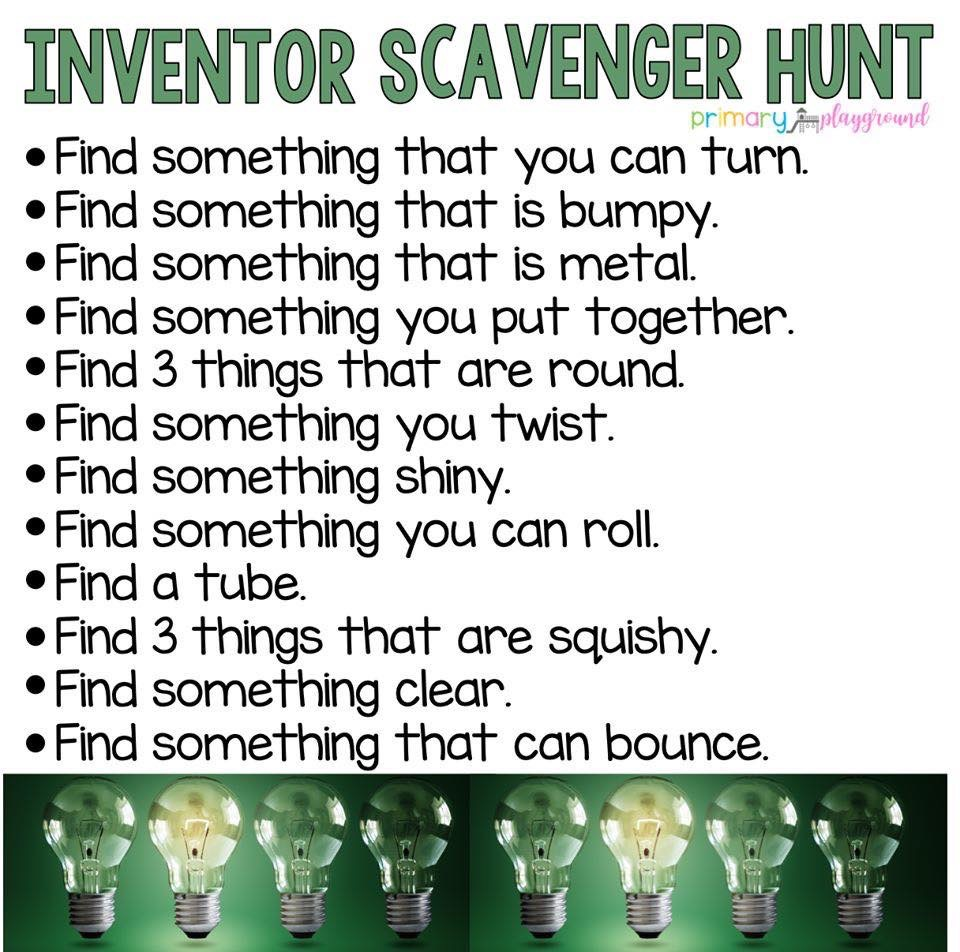 INVENTOR SCAVENGER HUNT
primary playground
• Find something that you can turn.
• Find something that is bumpy.
• Find something that is metal.
• Find something you put together.
• Find 3 things that are round.
• Find something you twist.
• Find something shiny.
• Find something you can roll.
• Find a tube.
• Find 3 things that are squishy.
• Find something clear.
• Find something that can bounce.